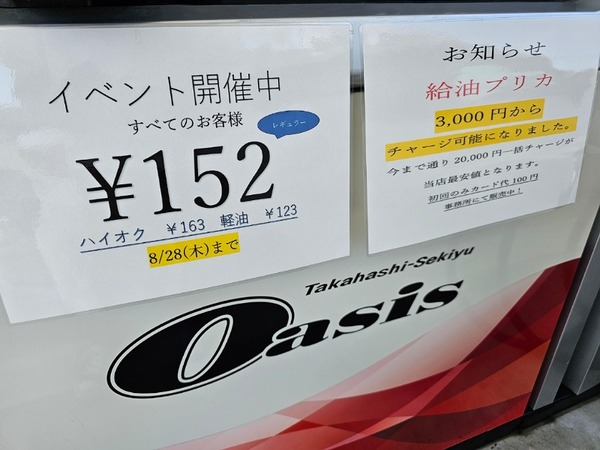 イベント開催中
すべてのお客様
レギュラー
¥152
ハイオク ¥163 軽油 ¥123
8/28(木)まで
お知らせ
給油プリカ
3,000円から
チャージ可能になりました。
今まで通り20,000円一括チャージが
当店最安値となります。
初回のみカード代100円
事務所にて販売中！
Takahashi-Sekiyu
Oasis